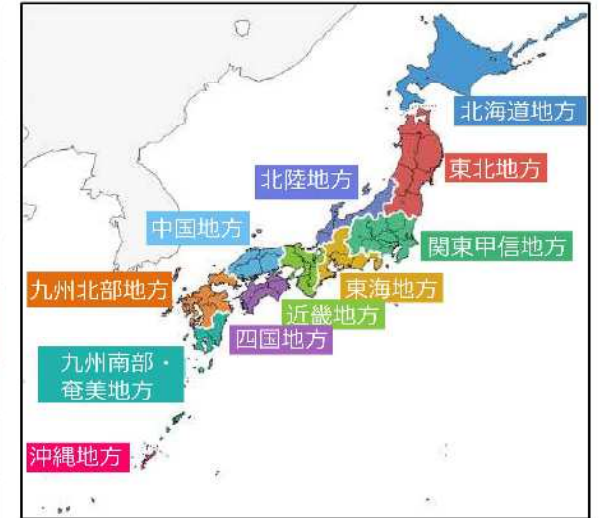 北海道地方
東北地方
北陸地方
中国地方
関東甲信地方
九州北部地方
東海地方
近畿地方
四国地方
九州南部・
奄美地方
沖縄地方